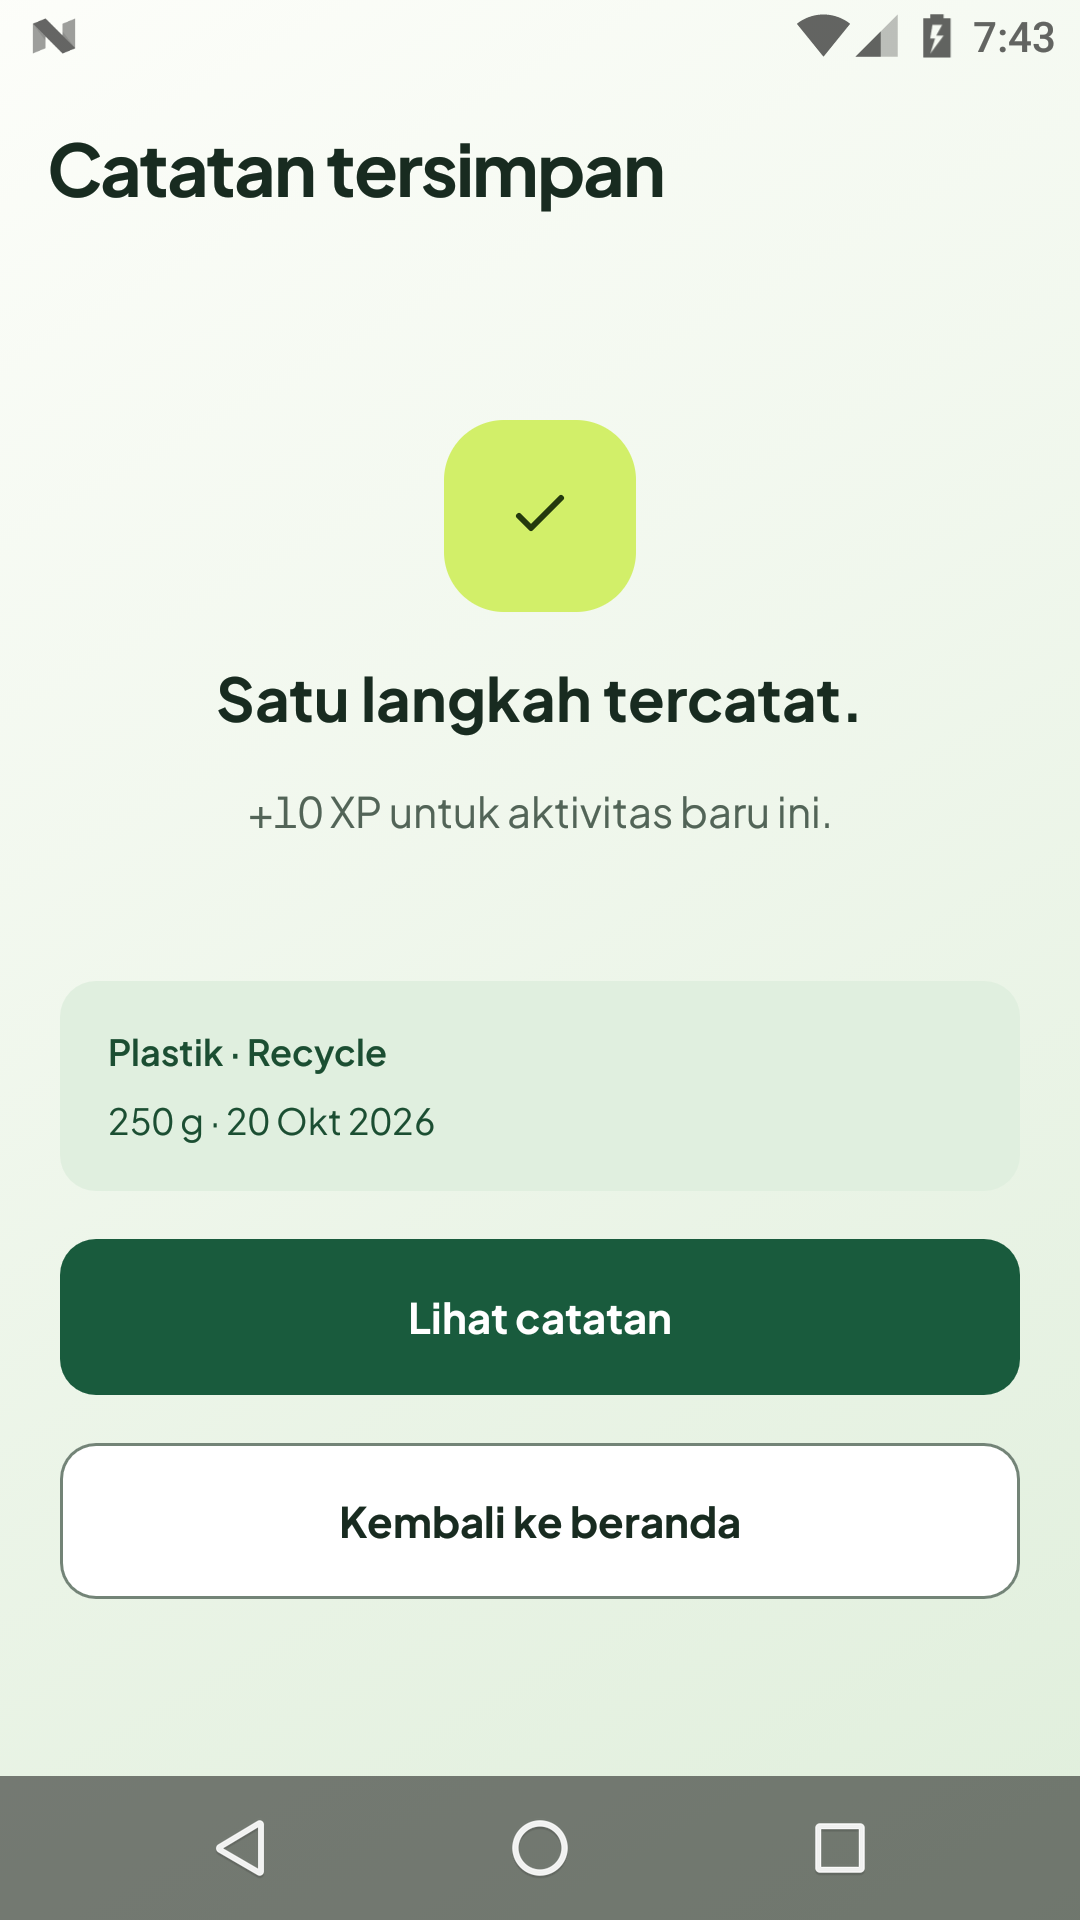 7:43
Catatan tersimpan
Satu langkah tercatat.
+10 XP untuk aktivitas baru ini.
Plastik · Recycle
250 g · 20 Okt 2026
Lihat catatan
Kembali ke beranda